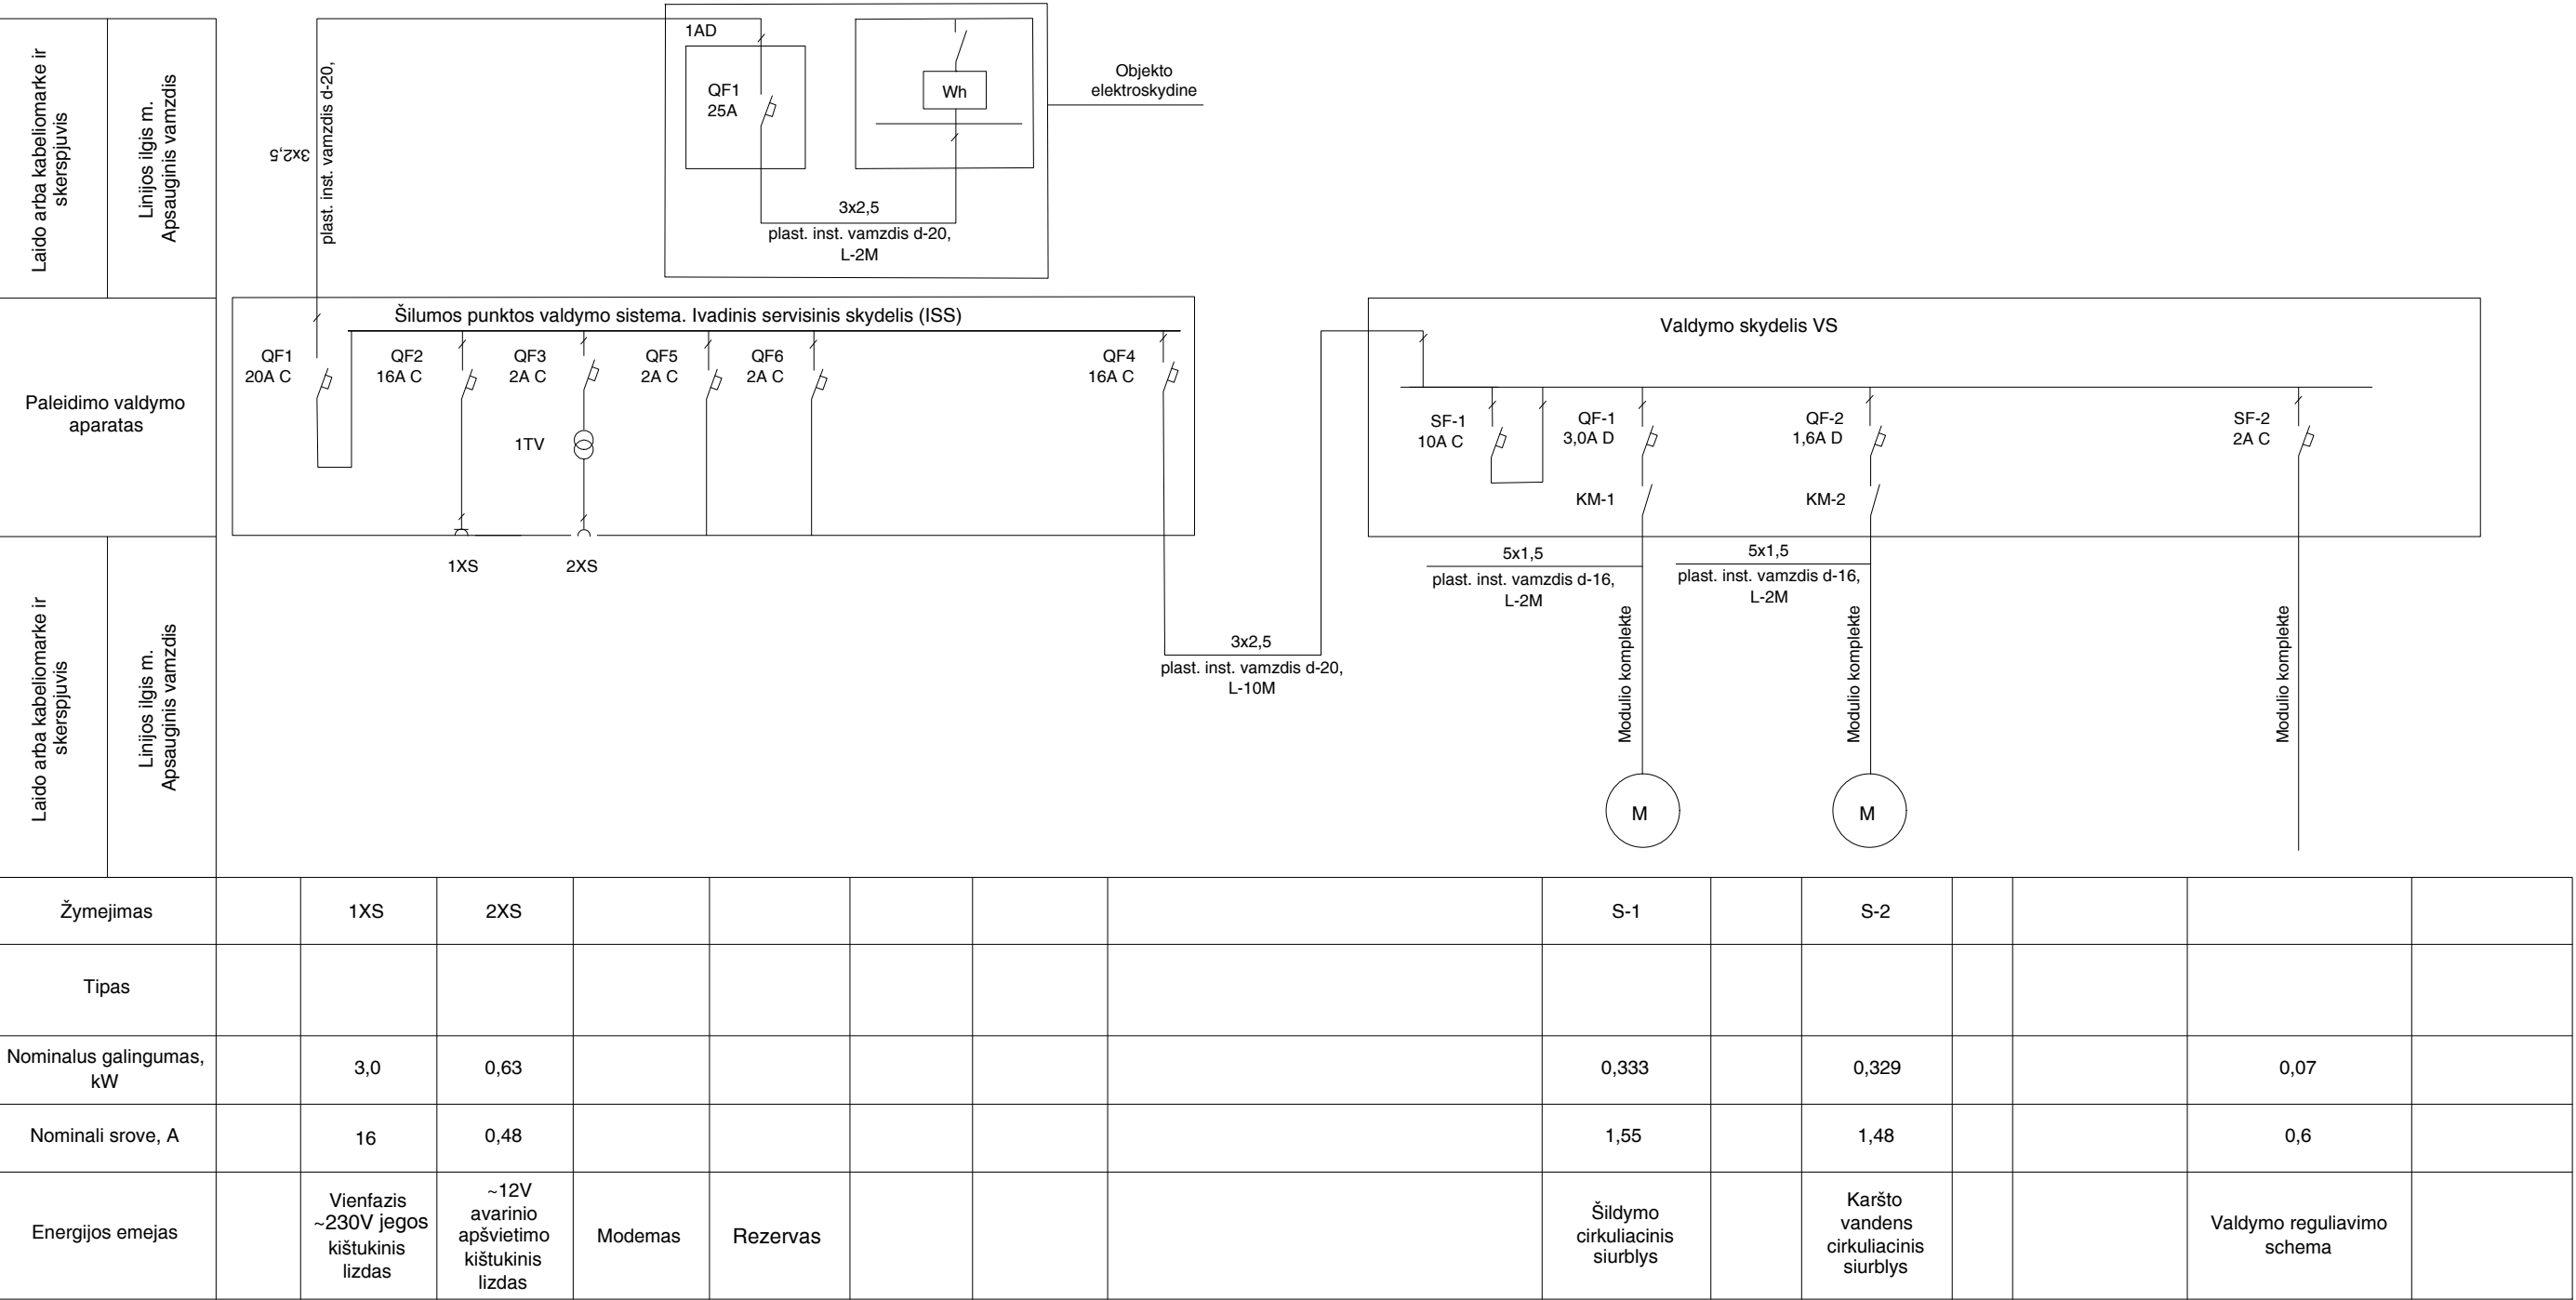 Laido arba kabeliomarke ir
skerspjuvis
Linijos ilgis m.
Apsauginis vamzdis
3x2,5
plast. inst. vamzdis d-20,
1AD
QF1
25A
Wh
Objekto
elektroskydine
3x2,5
plast. inst. vamzdis d-20,
L-2M
Paleidimo valdymo
aparatas
Šilumos punktos valdymo sistema. Ivadinis servisinis skydelis (ISS)
QF1
20A C
QF2
16A C
QF3
2A C
QF5
2A C
QF6
2A C
QF4
16A C
1TV
1XS
2XS
Valdymo skydelis VS
SF-1
10A C
QF-1
3,0A D
QF-2
1,6A D
SF-2
2A C
KM-1
KM-2
Laido arba kabeliomarke ir
skerspjuvis
Linijos ilgis m.
Apsauginis vamzdis
3x2,5
plast. inst. vamzdis d-20,
L-10M
5x1,5
plast. inst. vamzdis d-16,
L-2M
5x1,5
plast. inst. vamzdis d-16,
L-2M
Modulio komplekte
Modulio komplekte
Modulio komplekte
M
M
Žymejimas
1XS
2XS
S-1
S-2
Tipas
Nominalus galingumas,
kW
3,0
0,63
0,333
0,329
0,07
Nominali srove, A
16
0,48
1,55
1,48
0,6
Energijos emejas
Vienfazis
~230V jegos
kištukinis
lizdas
~12V
avarinio
apšvietimo
kištukinis
lizdas
Modemas
Rezervas
Šildymo
cirkuliacinis
siurblys
Karšto
vandens
cirkuliacinis
siurblys
Valdymo reguliavimo
schema